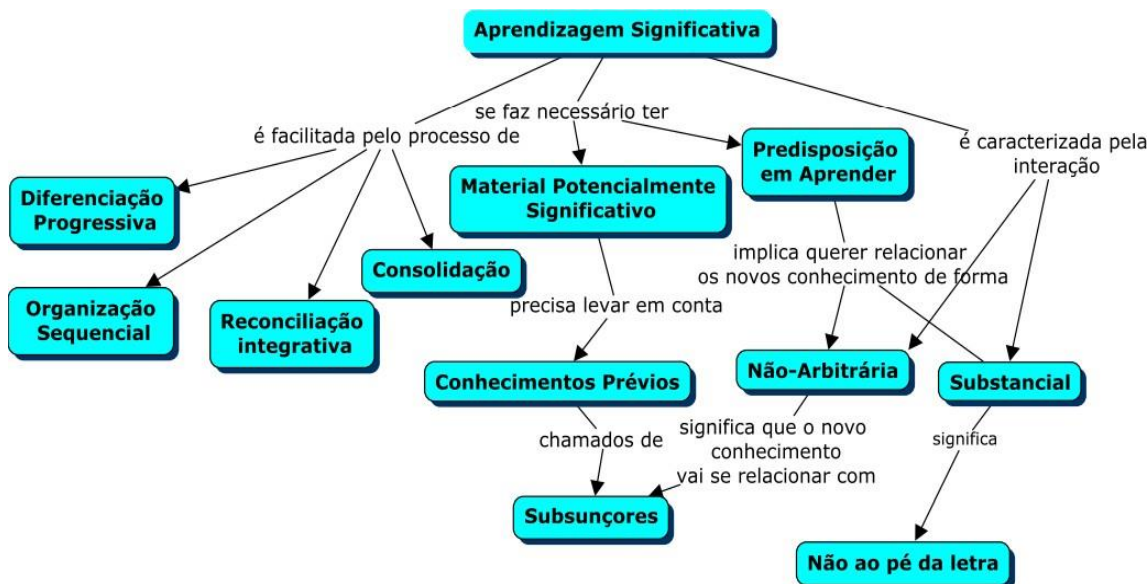 Aprendizagem Significativa
é facilitada pelo processo de
se faz necessário ter
é caracterizada pela
interação
Diferenciação
Progressiva
Organização
Sequencial
Reconciliação
integrativa
Consolidação
Material Potencialmente
Significativo
Predisposição
em Aprender
precisa levar em conta
implica querer relacionar
os novos conhecimento de forma
Conhecimentos Prévios
Não-Arbitrária
Substancial
chamados de
significa que o novo
conhecimento
vai se relacionar com
significa
Subsunçores
Não ao pé da letra